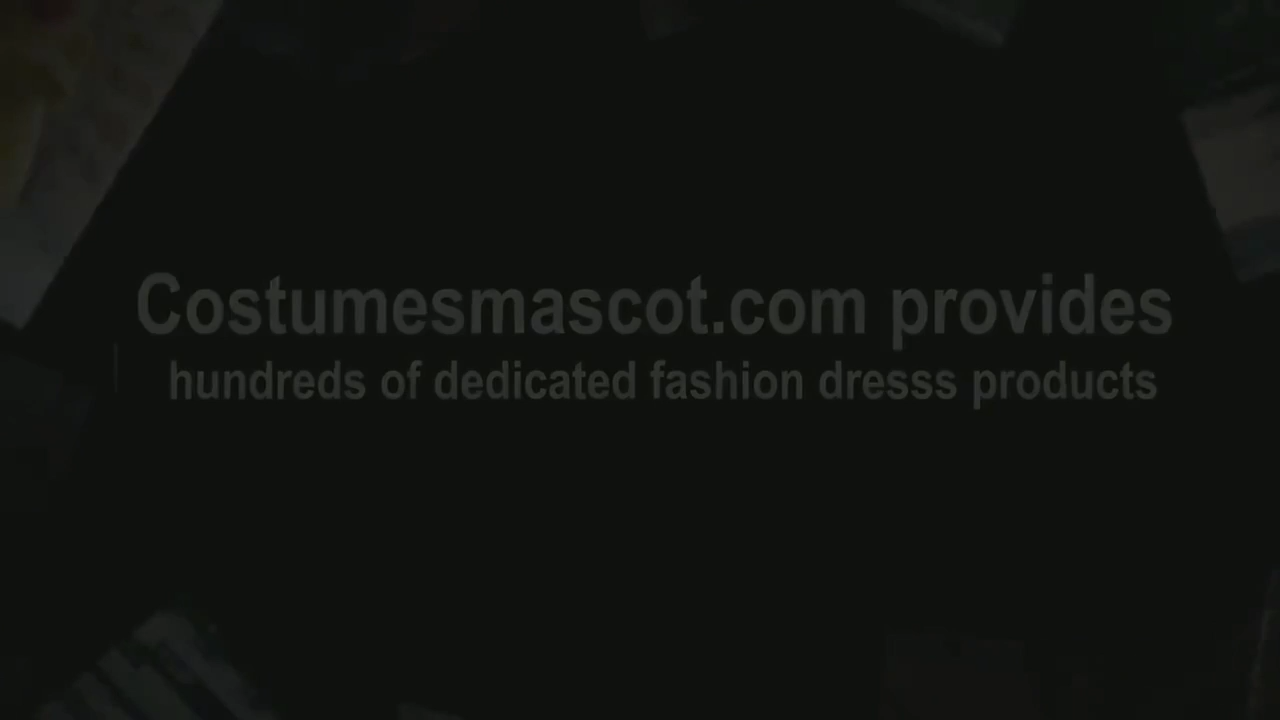 Costumesmascot.com provides
hundreds of dedicated fashion dresss products